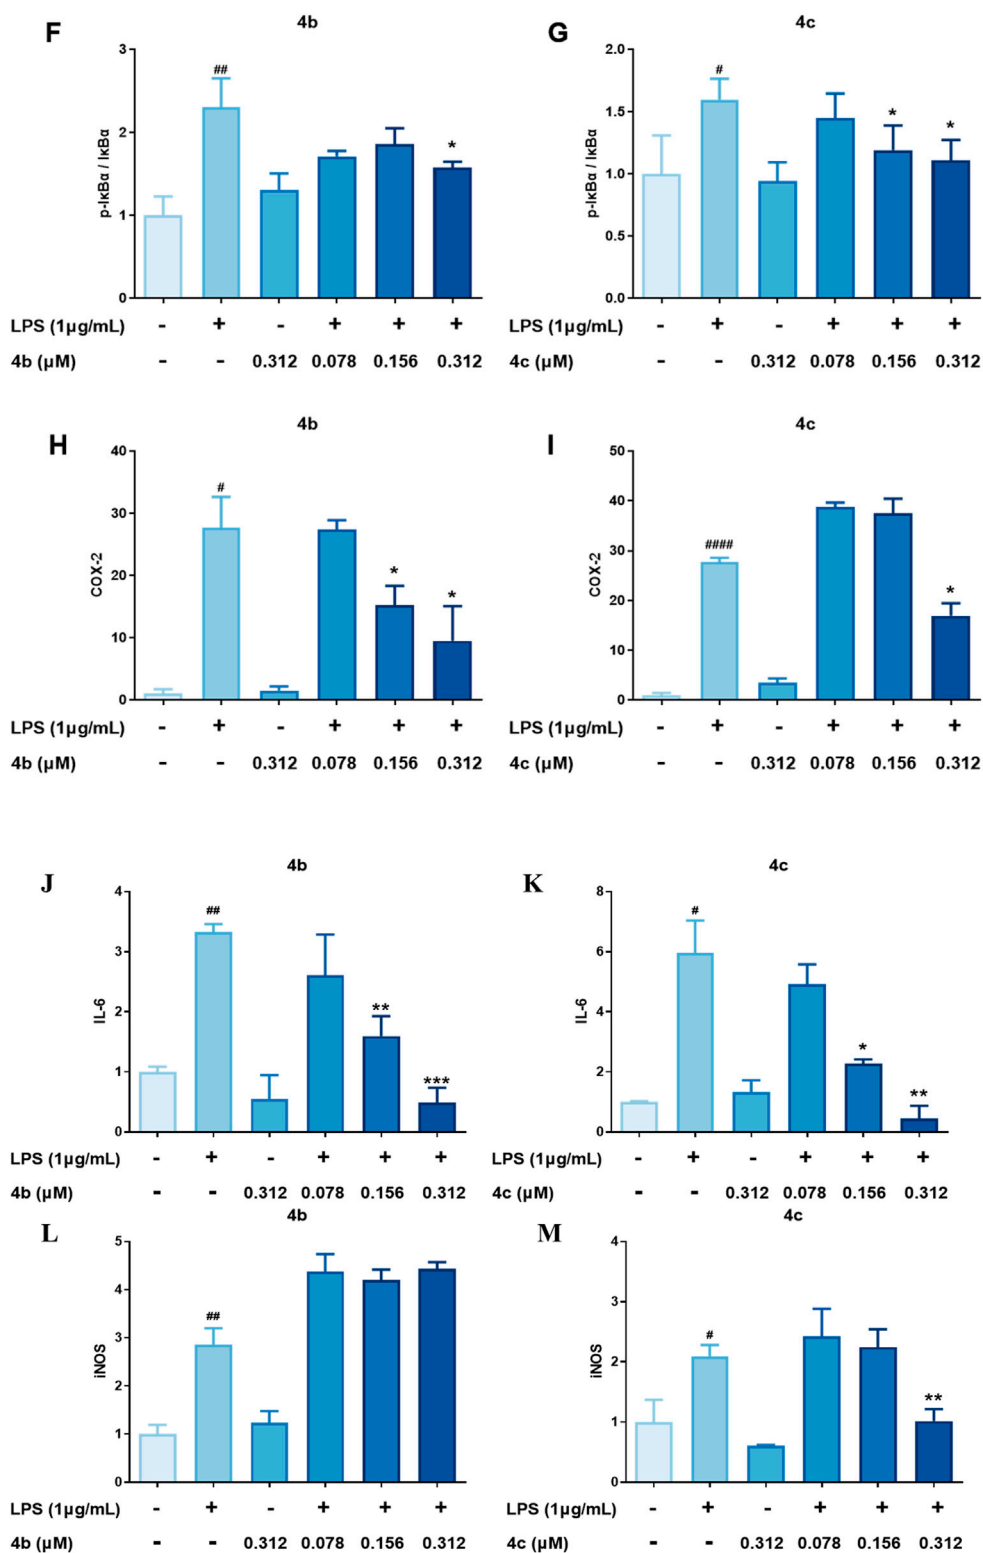 F
4b
p-IκBα / IκBα
3
##
2
*
1
0
LPS (1μg/mL) - + - + + +
4b (μM) - - 0.312 0.078 0.156 0.312
G
4c
p-IκBα / IκBα
2.0
#
1.5
* *
1.0
0.5
0.0
LPS (1μg/mL) - + - + + +
4c (μM) - - 0.312 0.078 0.156 0.312
H
4b
COX-2
40
#
30
20
* *
10
0
LPS (1μg/mL) - + - + + +
4b (μM) - - 0.312 0.078 0.156 0.312
I
4c
COX-2
50
40
####
30
*
20
10
0
LPS (1μg/mL) - + - + + +
4c (μM) - - 0.312 0.078 0.156 0.312
J
4b
IL-6
4
##
3
**
2
***
1
0
LPS (1μg/mL) - + - + + +
4b (μM) - - 0.312 0.078 0.156 0.312
K
4c
IL-6
8
#
6
4
*
2
**
0
LPS (1μg/mL) - + - + + +
4c (μM) - - 0.312 0.078 0.156 0.312
L
4b
iNOS
5
4
##
3
2
1
0
LPS (1μg/mL) - + - + + +
4b (μM) - - 0.312 0.078 0.156 0.312
M
4c
iNOS
4
3
#
2
**
1
0
LPS (1μg/mL) - + - + + +
4c (μM) - - 0.312 0.078 0.156 0.312